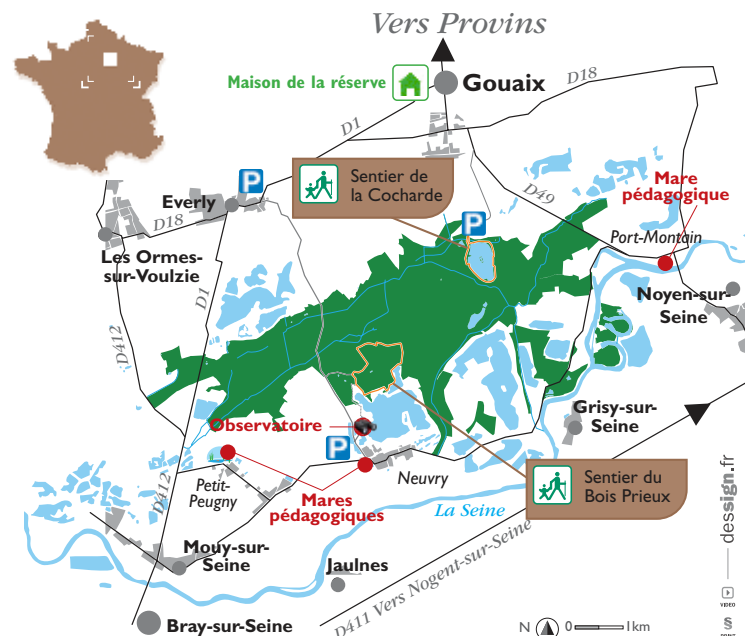 Vers Provins
Maison de la réserve
Gouaix
D18
D1
P
Sentier de
la Cocharde
Everly
D18
D49
Mare
pédagogique
P
Port-Montain
Les Ormes-
sur-Voulzie
D1
Noyen-sur-
Seine
D412
Observatoire
P
Grisy-sur-
Seine
Petit-
Peugny
Mares
pédagogiques
Neuvry
Sentier du
Bois Prieux
D412
La Seine
Mouy-sur-
Seine
Jaulnes
D411 Vers Nogent-sur-Seine
Bray-sur-Seine
N
0
1km
dessign.fr
VIDEO
§